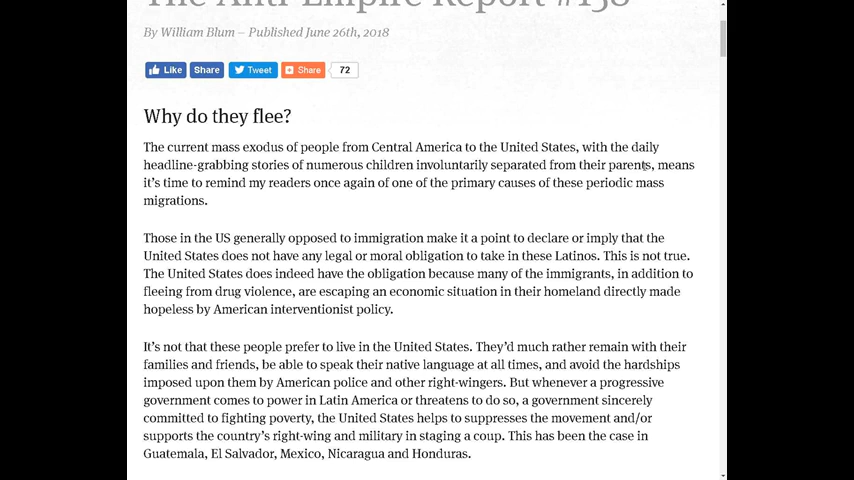 The Anti-Empire Report #138
By William Blum – Published June 26th, 2018
Like Share Tweet Share 72
Why do they flee?
The current mass exodus of people from Central America to the United States, with the daily
headline-grabbing stories of numerous children involuntarily separated from their parents, means
it’s time to remind my readers once again of one of the primary causes of these periodic mass
migrations.
Those in the US generally opposed to immigration make it a point to declare or imply that the
United States does not have any legal or moral obligation to take in these Latinos. This is not true.
The United States does indeed have the obligation because many of the immigrants, in addition to
fleeing from drug violence, are escaping an economic situation in their homeland directly made
hopeless by American interventionist policy.
It’s not that these people prefer to live in the United States. They’d much rather remain with their
families and friends, be able to speak their native language at all times, and avoid the hardships
imposed upon them by American police and other right-wingers. But whenever a progressive
government comes to power in Latin America or threatens to do so, a government sincerely
committed to fighting poverty, the United States helps to suppresses the movement and/or
supports the country’s right-wing and military in staging a coup. This has been the case in
Guatemala, El Salvador, Mexico, Nicaragua and Honduras.